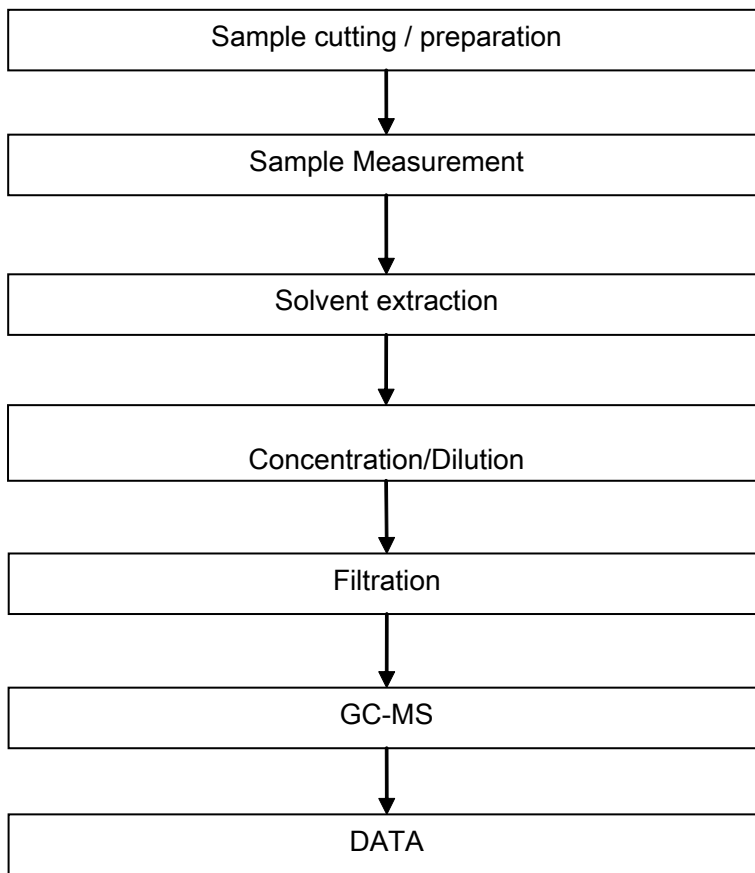 Sample cutting / preparation
Sample Measurement
Solvent extraction
Concentration/Dilution
Filtration
GC-MS
DATA